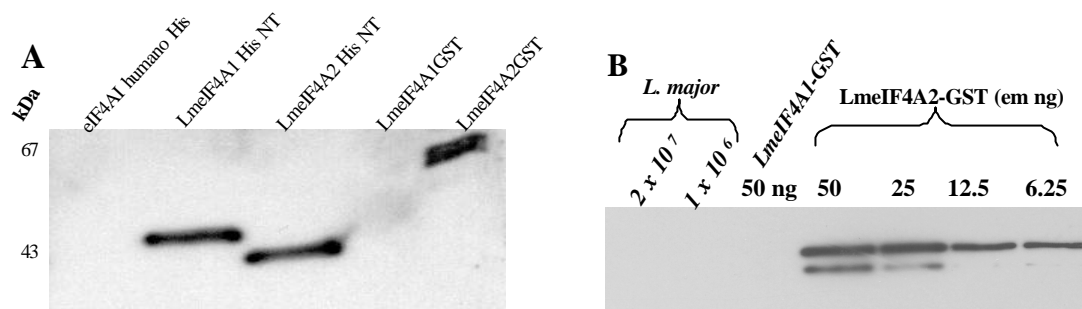 A
kDa
eIF4AI humano His
LmeIF4A1 His NT
LmeIF4A2 His NT
LmeIF4A1GST
LmeIF4A2GST
67
43
B
L. major
2 x 10 7
1 x 10 6
LmeIF4A1-GST
50 ng
LmeIF4A2-GST (em ng)
50 25 12.5 6.25